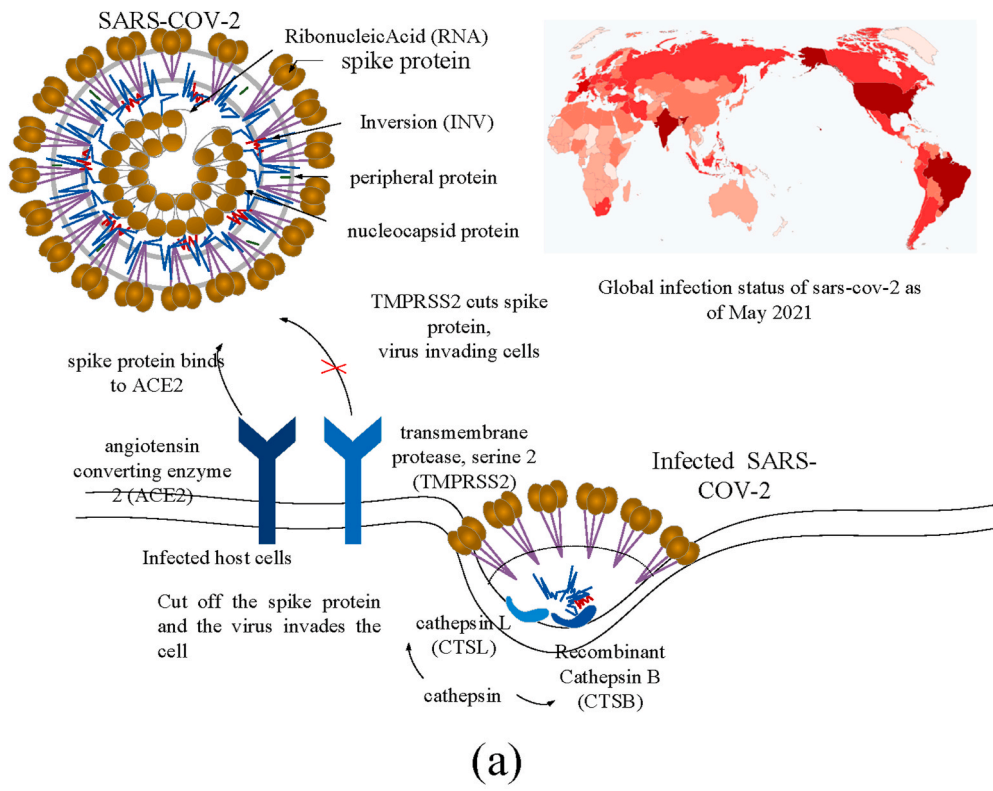 SARS-COV-2
RibonucleicAcid (RNA)
spike protein
Inversion (INV)
peripheral protein
nucleocapsid protein
Global infection status of sars-cov-2 as
of May 2021
TMPRSS2 cuts spike
protein,
virus invading cells
spike protein binds
to ACE2
angiotensin
converting enzyme
2 (ACE2)
transmembrane
protease, serine 2
(TMPRSS2)
Infected SARS-
COV-2
Infected host cells
Cut off the spike protein
and the virus invades the
cell
cathepsin L
(CTSL)
Recombinant
Cathepsin B
(CTSB)
cathepsin
(a)